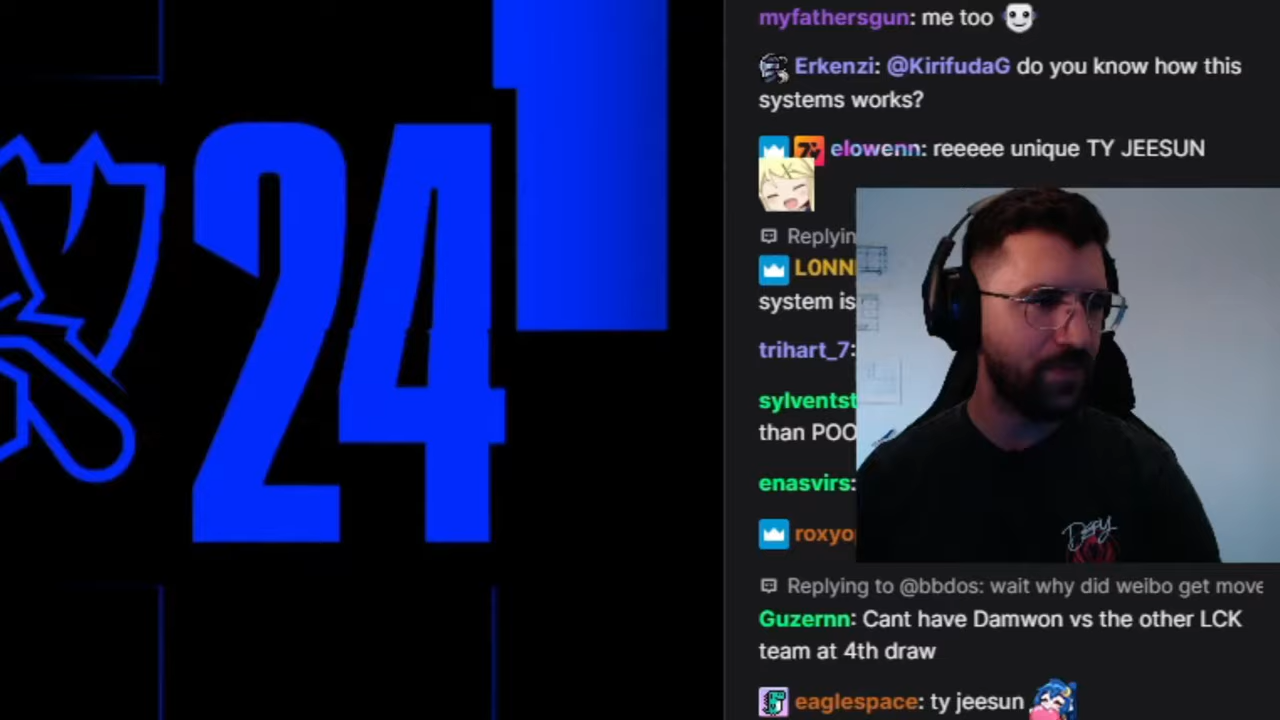 24
myfathersgun: me too
Erkenzi: @KirifudaG do you know how this
systems works?
elowenn: reeeee unique TY JEESUN
Replyin
LONN
system is
trihart_7:
sylventst
than POO
enasvirs:
roxyo
Defy
Replying to @bbdos: wait why did weibo get move
Guzernn: Cant have Damwon vs the other LCK
team at 4th draw
eaglespace: ty jeesun